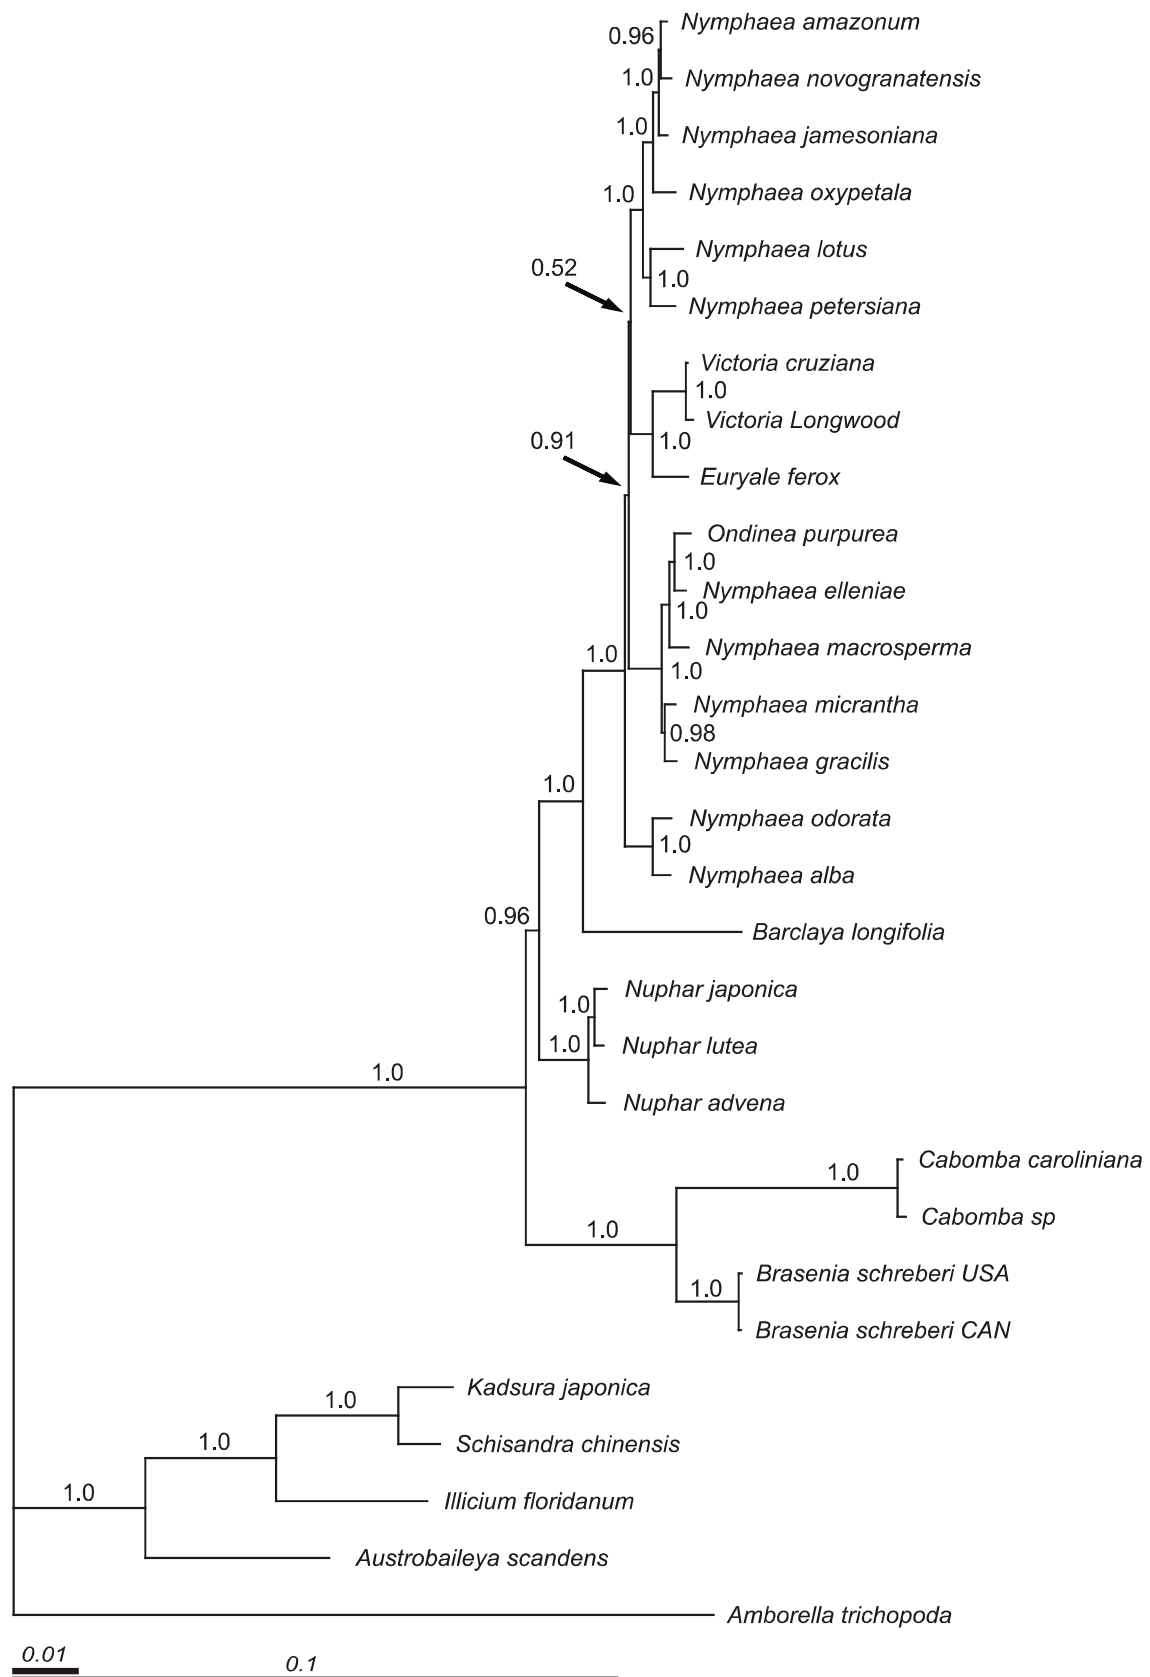 Nymphaea amazonum
0.96
1.0
Nymphaea novogranatensis
1.0
Nymphaea jamesoniana
1.0
Nymphaea oxypetala
Nymphaea lotus
0.52
1.0
Nymphaea petersiana
Victoria cruziana
1.0
Victoria Longwood
0.91
1.0
Euryale ferox
Ondinea purpurea
1.0
Nymphaea elleniae
1.0
Nymphaea macrosperma
1.0
1.0
Nymphaea micrantha
0.98
Nymphaea gracilis
1.0
Nymphaea odorata
1.0
Nymphaea alba
0.96
Barclaya longifolia
Nuphar japonica
1.0
1.0
Nuphar lutea
1.0
Nuphar advena
Cabomba caroliniana
1.0
Cabomba sp
1.0
Brasenia schreberi USA
1.0
Brasenia schreberi CAN
Kadsura japonica
1.0
1.0
Schisandra chinensis
1.0
Illicium floridanum
Austrobaileya scandens
Amborella trichopoda
0.01
0.1